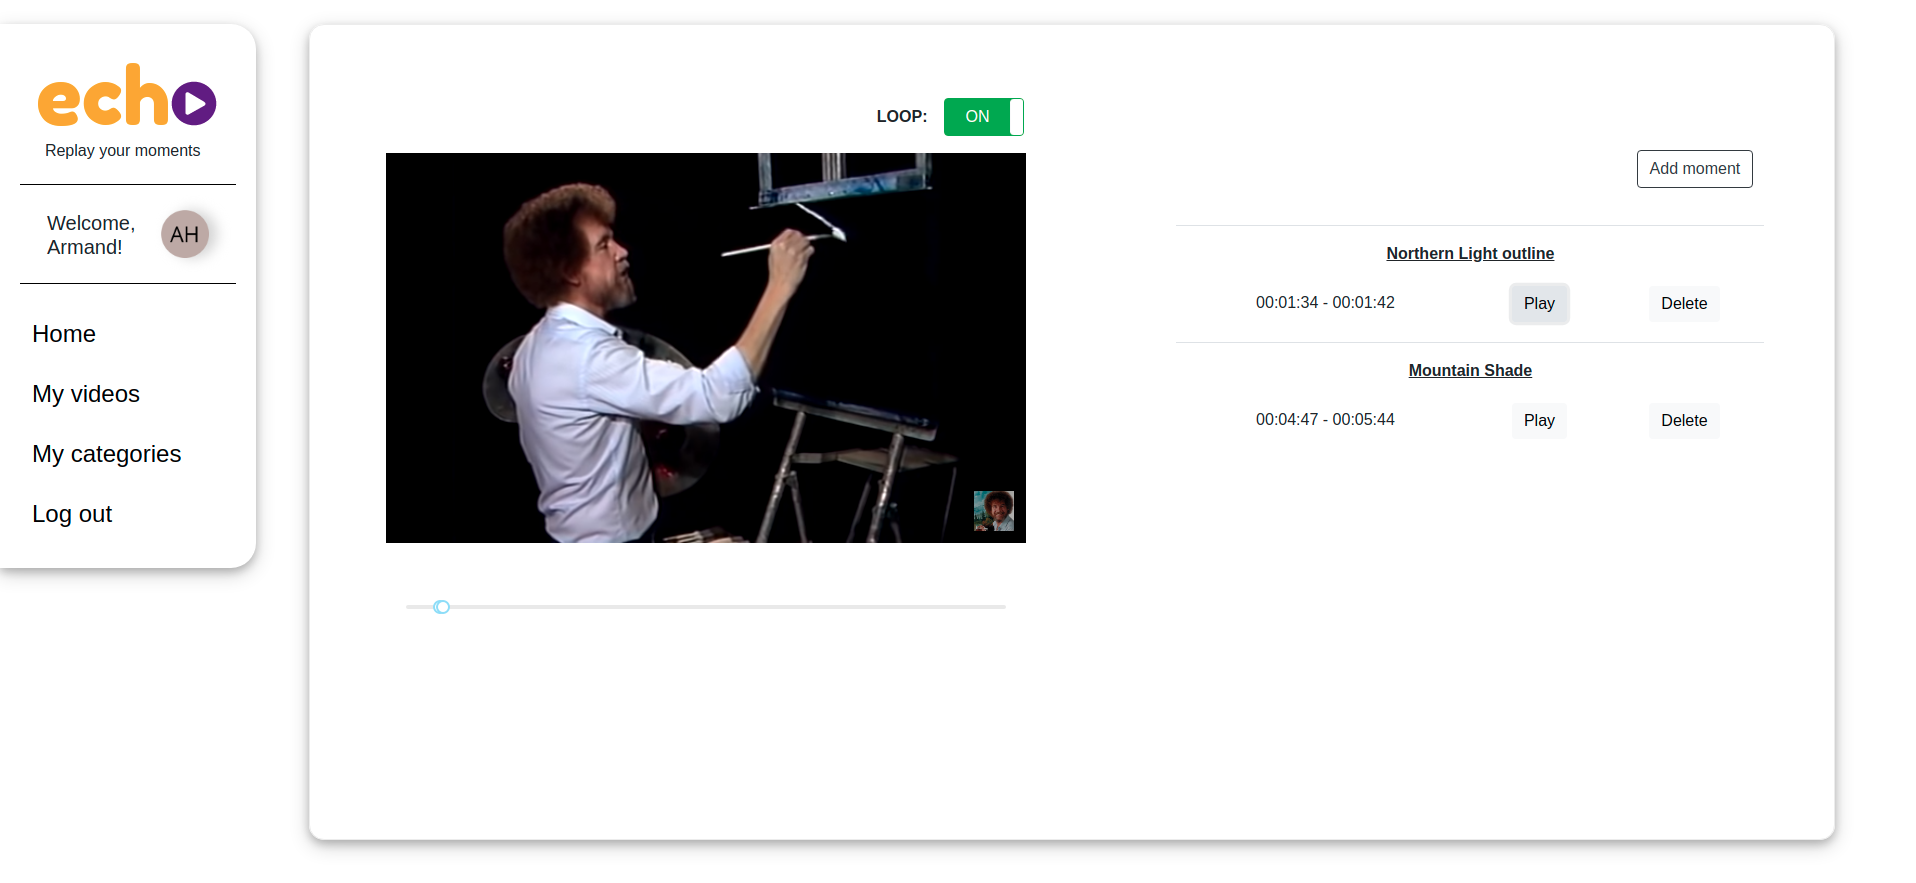 echo
Replay your moments
Welcome,
Armand!
AH
Home
My videos
My categories
Log out
LOOP: ON
Add moment
Northern Light outline
00:01:34 - 00:01:42 Play Delete
Mountain Shade
00:04:47 - 00:05:44 Play Delete